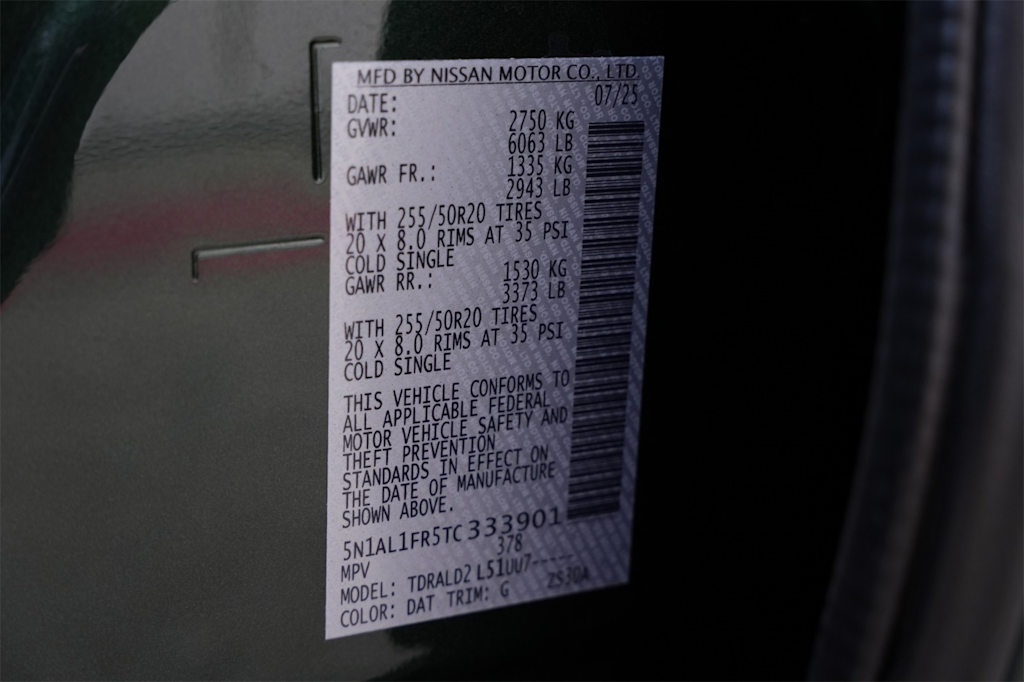 MFD BY NISSAN MOTOR CO., LTD.
DATE: 07/25
GVWR: 2750 KG
6063 LB
GAWR FR.: 1335 KG
2943 LB
WITH 255/50R20 TIRES
20 X 8.0 RIMS AT 35 PSI
COLD SINGLE
GAWR RR.: 1530 KG
3373 LB
WITH 255/50R20 TIRES
20 X 8.0 RIMS AT 35 PSI
COLD SINGLE
THIS VEHICLE CONFORMS TO
ALL APPLICABLE FEDERAL
MOTOR VEHICLE SAFETY AND
THEFT PREVENTION
STANDARDS IN EFFECT ON
THE DATE OF MANUFACTURE
SHOWN ABOVE.
5N1AL1FR5TC333901
MPV 378
MODEL: TDRALD2 L51UU7-----
COLOR: DAT TRIM: G ZS30A